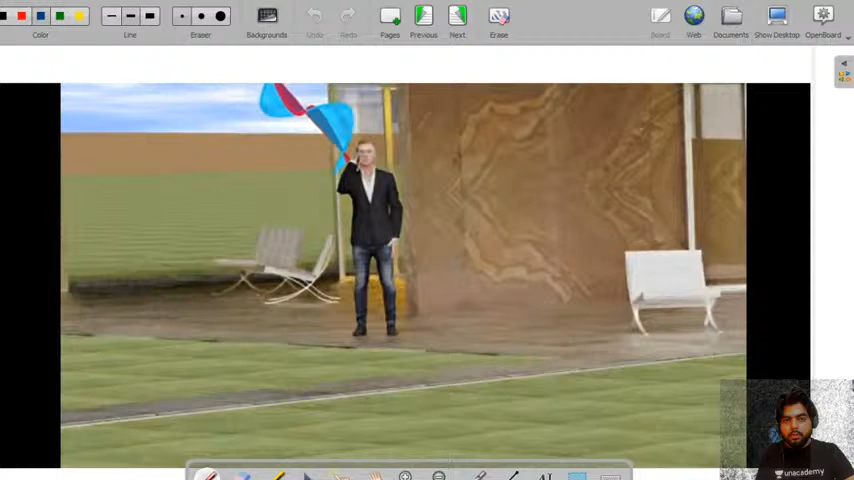 Color
Line
Eraser
Backgrounds
Undo
Redo
Pages
Previous
Next
Erase
Board
Web
Documents
Show Desktop
OpenBoard
unacademy